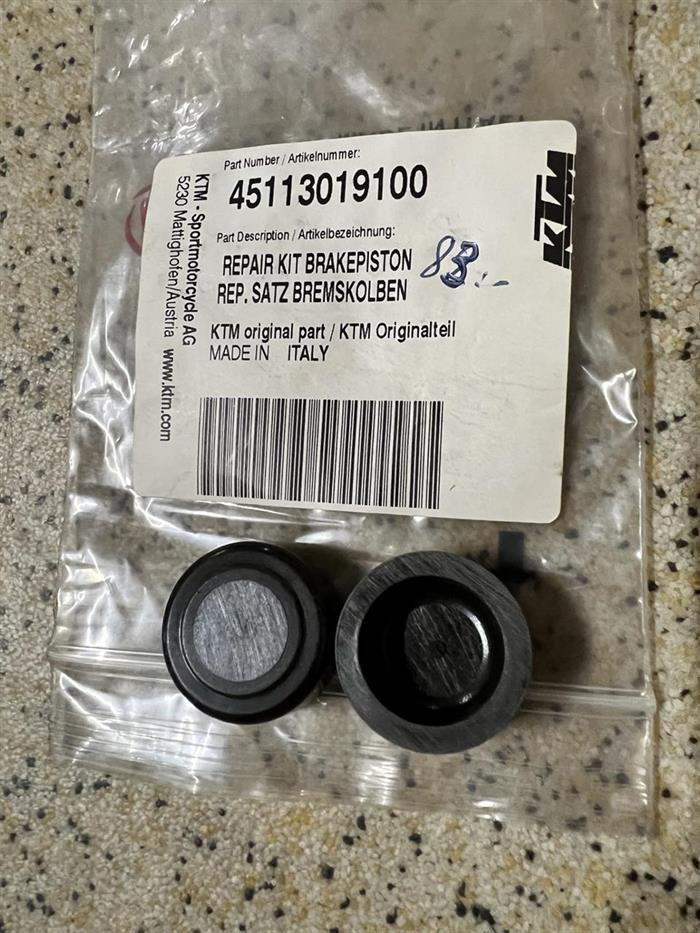 Part Number / Artikelnummer:
45113019100
Part Description / Artikelbezeichnung:
REPAIR KIT BRAKEPISTON
REP. SATZ BREMSKOLBEN
83.-
KTM original part / KTM Originalteil
MADE IN ITALY
KTM - Sportmotorcycle AG
5230 Mattighofen/Austria www.ktm.com
KTM